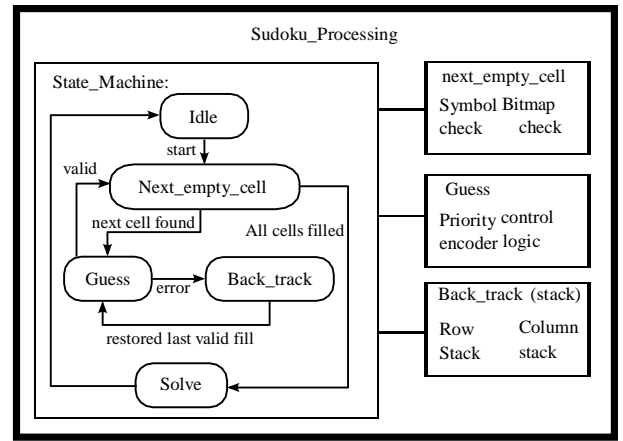 Sudoku_Processing
State_Machine:
Idle
start
valid
Next_empty_cell
next cell found
All cells filled
Guess
error
Back_track
restored last valid fill
Solve
next_empty_cell
Symbol Bitmap
check check
Guess
Priority control
encoder logic
Back_track (stack)
Row Column
Stack stack